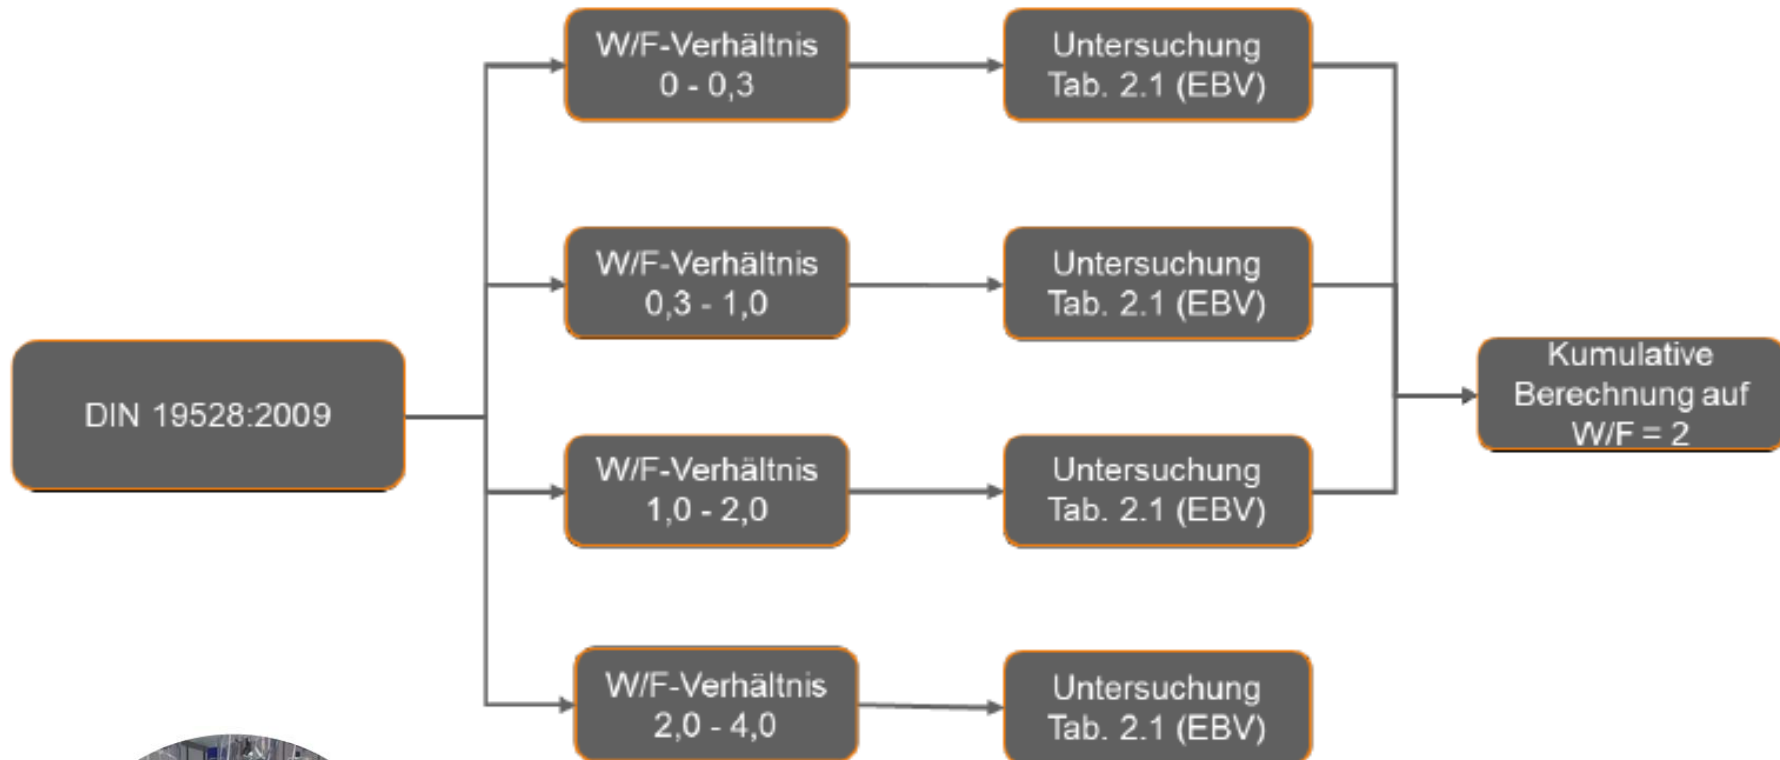 DIN 19528:2009
W/F-Verhältnis
0 - 0,3
Untersuchung
Tab. 2.1 (EBV)
W/F-Verhältnis
0,3 - 1,0
Untersuchung
Tab. 2.1 (EBV)
W/F-Verhältnis
1,0 - 2,0
Untersuchung
Tab. 2.1 (EBV)
W/F-Verhältnis
2,0 - 4,0
Untersuchung
Tab. 2.1 (EBV)
Kumulative
Berechnung auf
W/F = 2